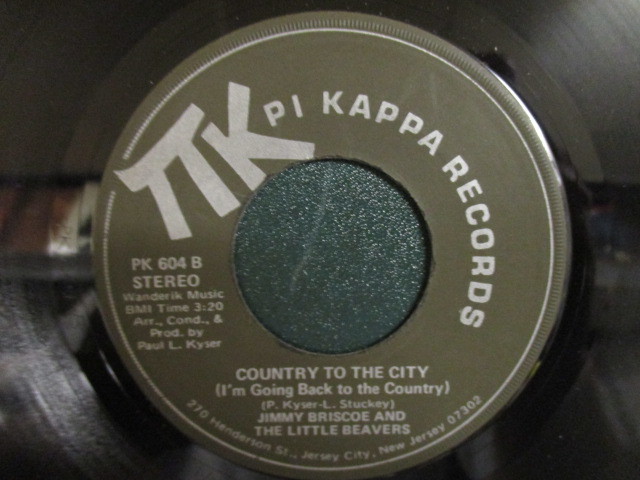 ΠK PI KAPPA RECORDS
PK 604 B
STEREO
Wanderik Music
BMI Time 3:20
Arr., Cond., &
Prod. by
Paul L. Kyser
COUNTRY TO THE CITY
(I'm Going Back to the Country)
(P. Kyser-L. Stuckey)
JIMMY BRISCOE AND
THE LITTLE BEAVERS
270 Henderson St., Jersey City, New Jersey 07302